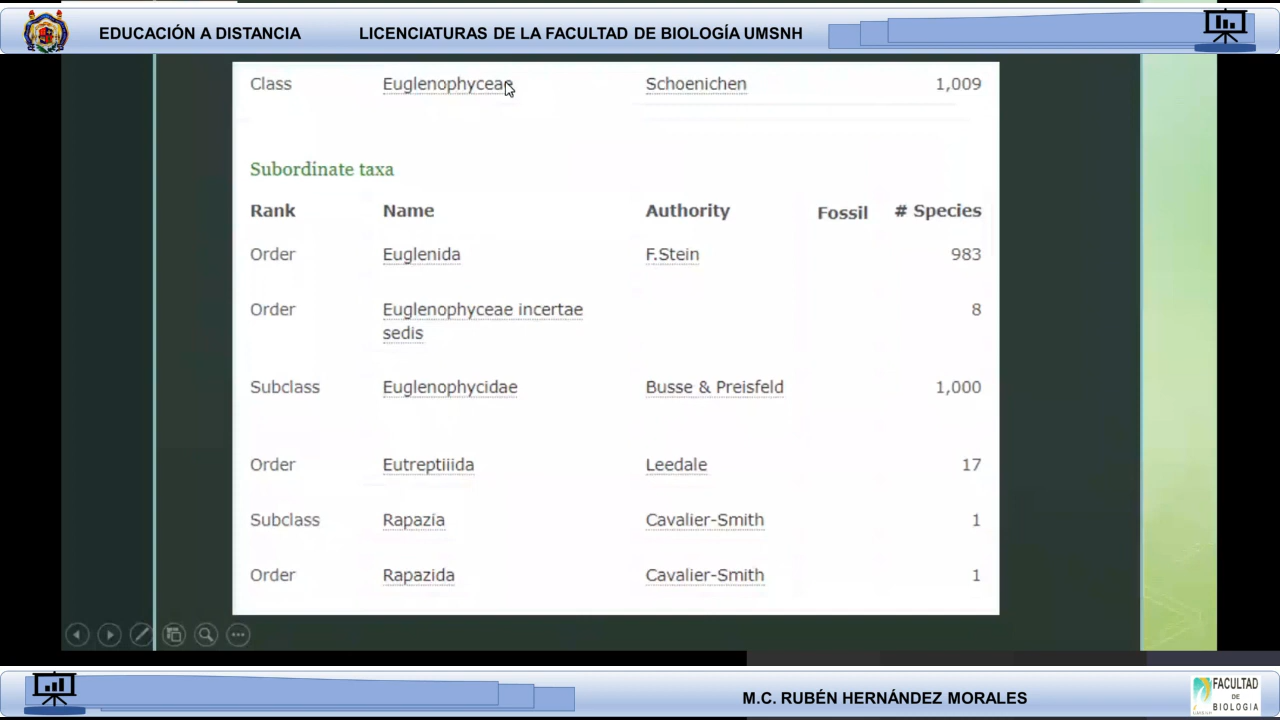 EDUCACIÓN A DISTANCIA LICENCIATURAS DE LA FACULTAD DE BIOLOGÍA UMSNH
Class Euglenophyceae Schoenichen 1,009
Subordinate taxa
Rank Name Authority Fossil # Species
Order Euglenida F.Stein 983
Order Euglenophyceae incertae sedis 8
Subclass Euglenophycidae Busse & Preisfeld 1,000
Order Eutreptiiida Leedale 17
Subclass Rapazia Cavalier-Smith 1
Order Rapazida Cavalier-Smith 1
M.C. RUBÉN HERNÁNDEZ MORALES
FACULTAD
DE
BIOLOGIA